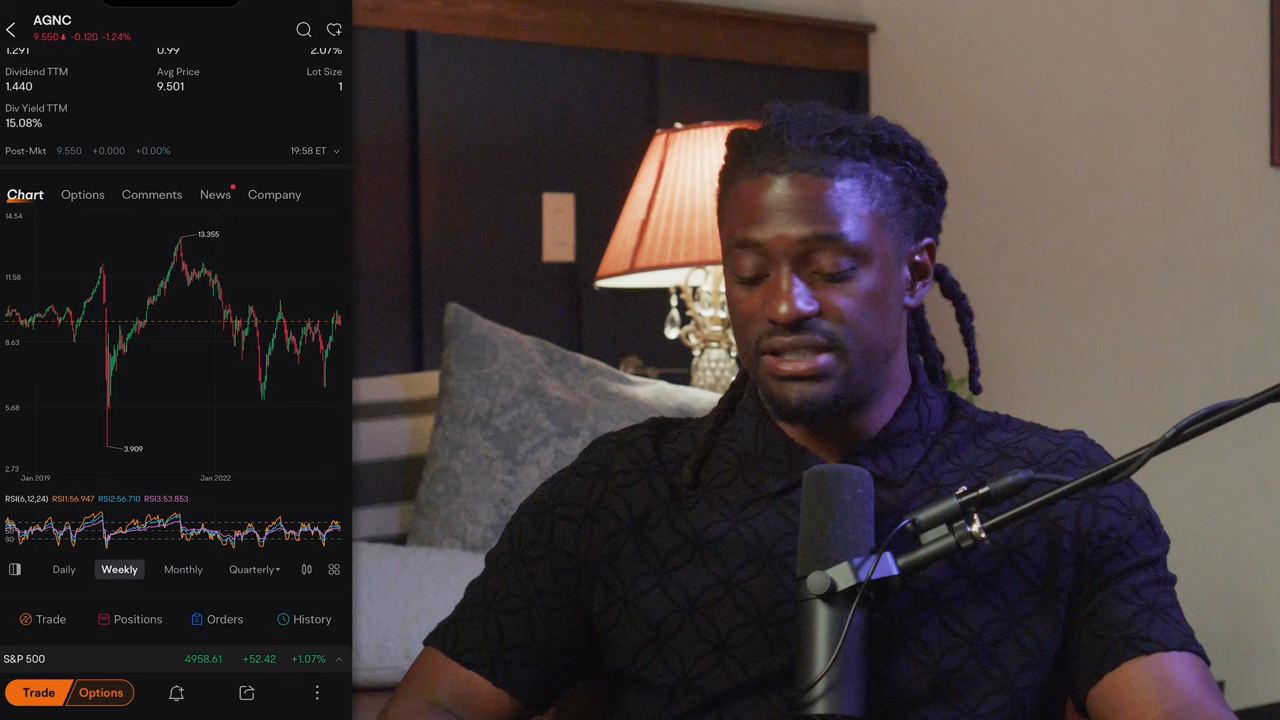 AGNC
9.550 -0.120 -1.24%
1.291 0.99 2.07%
Dividend TTM Avg Price Lot Size
1.440 9.501 1
Div Yield TTM
15.08%
Post-Mkt 9.550 +0.000 +0.00% 19:58 ET
Chart Options Comments News Company
14.54
13.355
11.58
8.63
5.68
3.909
2.73
Jan 2019 Jan 2022
RSI(6,12,24) RSI1:56.947 RSI2:56.710 RSI3:53.853
Daily Weekly Monthly Quarterly
Trade Positions Orders History
S&P 500 4958.61 +52.42 +1.07%
Trade Options